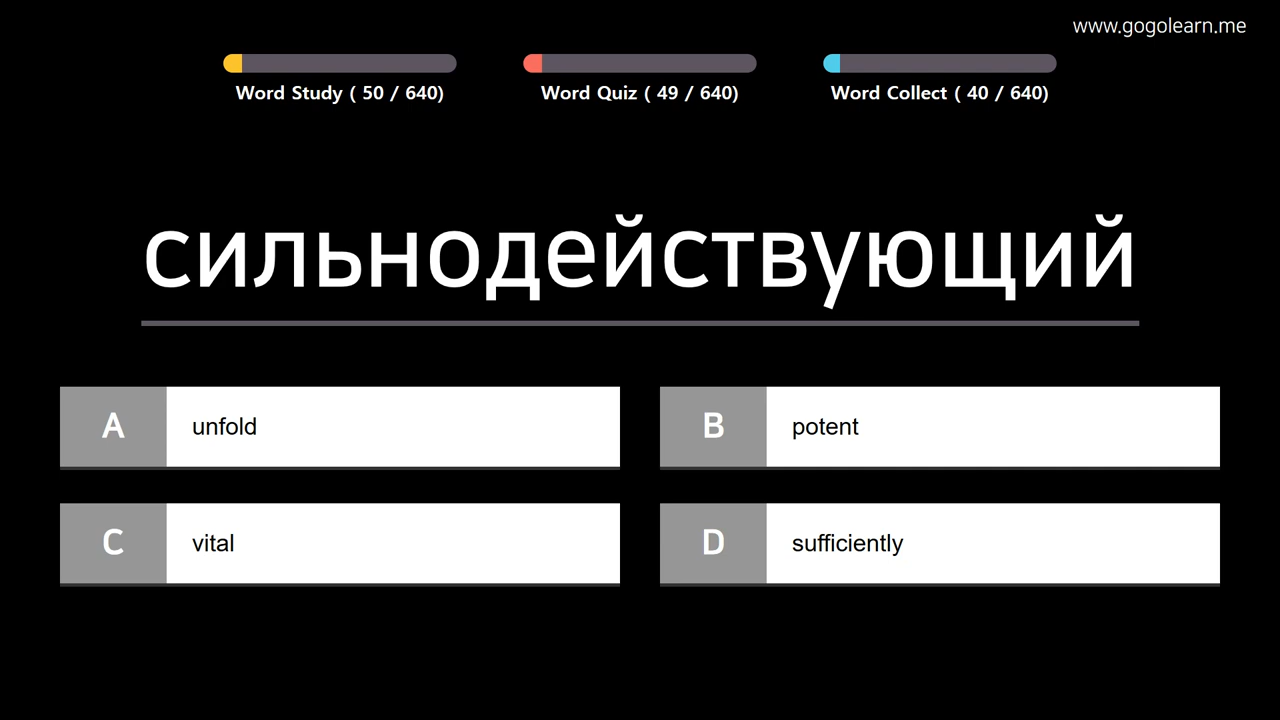 www.gogolearn.me
Word Study ( 50 / 640)
Word Quiz ( 49 / 640)
Word Collect ( 40 / 640)
сильнодействующий
A unfold
B potent
C vital
D sufficiently